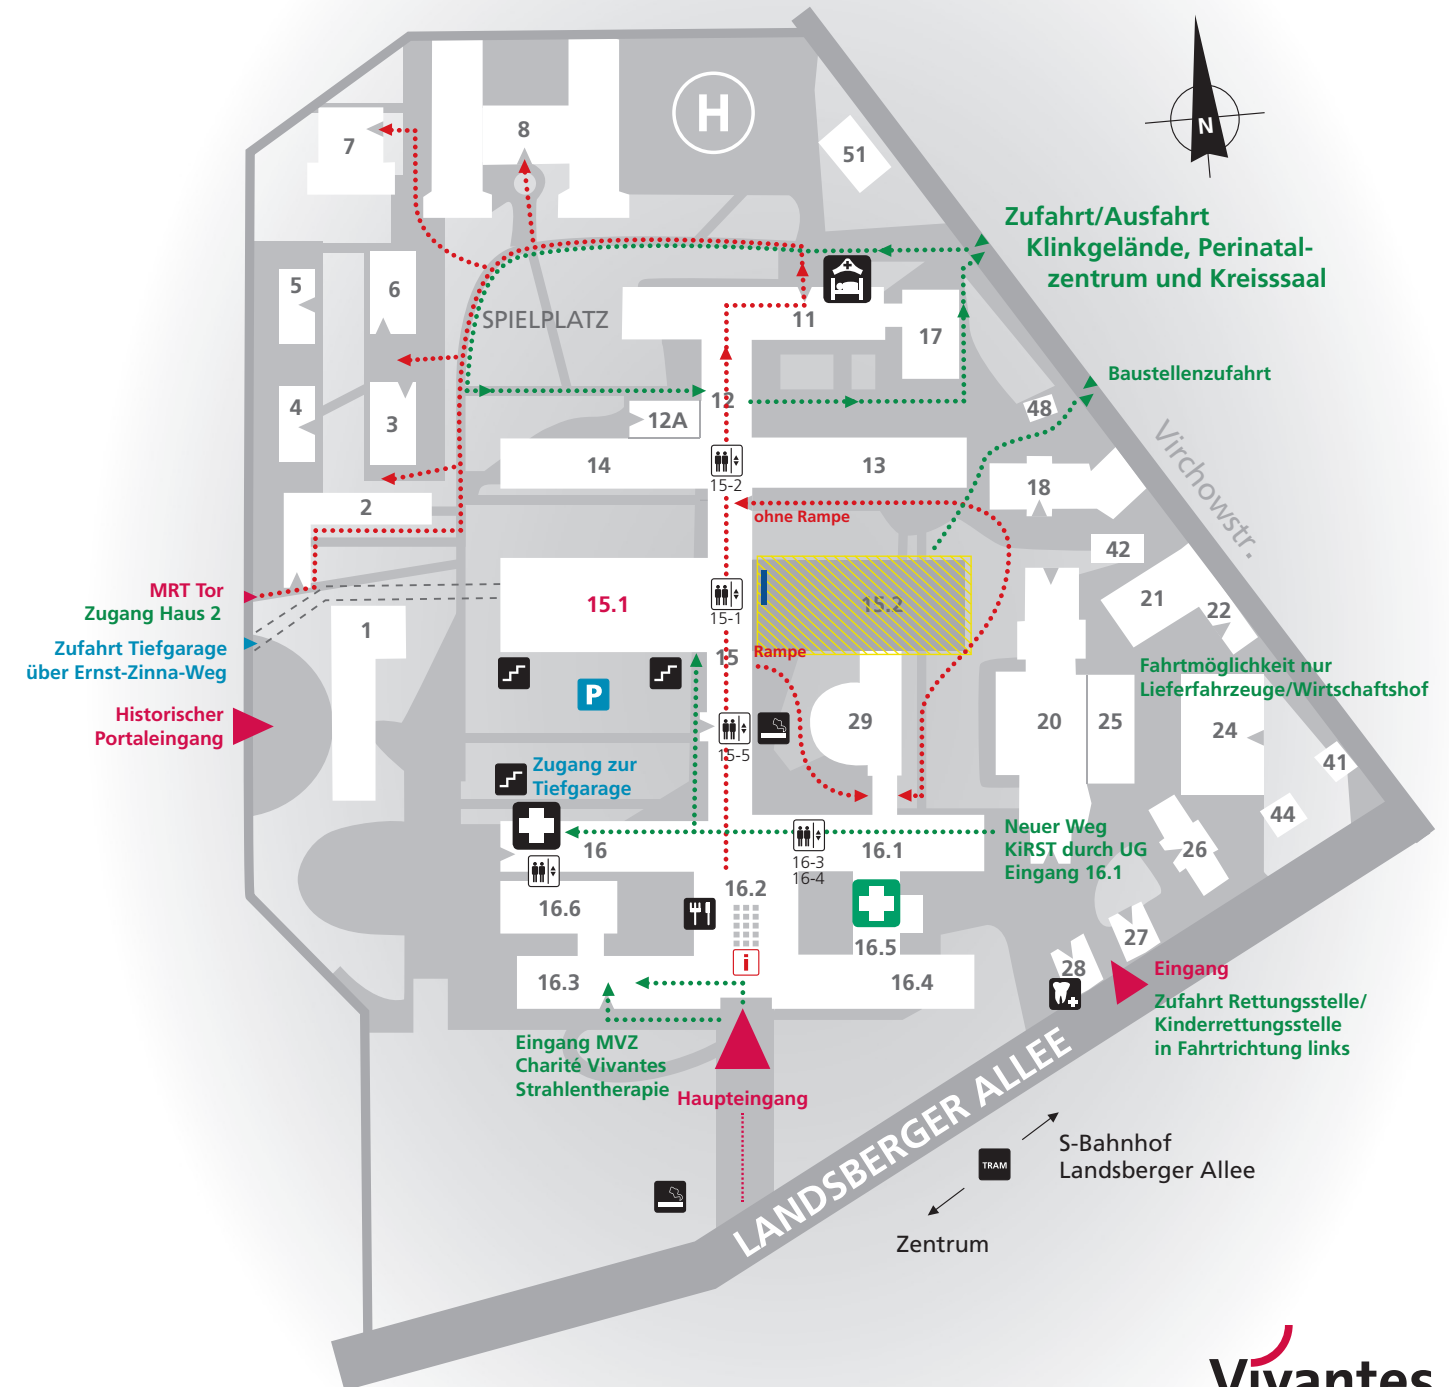 H
N
7
8
51
Zufahrt/Ausfahrt
Klinkgelände, Perinatal-
zentrum und Kreisssaal
5
6
SPIELPLATZ
11
17
Baustellenzufahrt
4
3
12
12A
48
Virchowstr.
14
13
15-2
18
2
ohne Rampe
42
MRT Tor
Zugang Haus 2
15.1
15-1
15.2
21
22
1
Zufahrt Tiefgarage
über Ernst-Zinna-Weg
15
Rampe
Fahrtmöglichkeit nur
Lieferfahrzeuge/Wirtschaftshof
P
Historischer
Portaleingang
29
20
25
24
15-5
Zugang zur
Tiefgarage
41
44
16
16-3
16-4
16.1
Neuer Weg
KiRST durch UG
Eingang 16.1
26
16.2
16.6
16.5
27
i
16.3
16.4
28
Eingang
Zufahrt Rettungsstelle/
Kinderrettungsstelle
in Fahrtrichtung links
Eingang MVZ
Charité Vivantes
Strahlentherapie
Haupteingang
LANDSBERGER ALLEE
TRAM
S-Bahnhof
Landsberger Allee
Zentrum
Vivantes